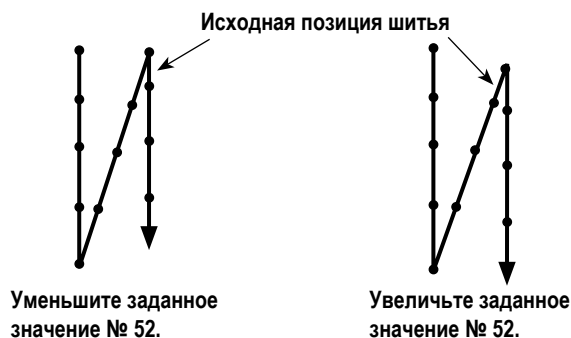 Исходная позиция шитья
Уменьшите заданное
значение № 52.
Увеличьте заданное
значение № 52.